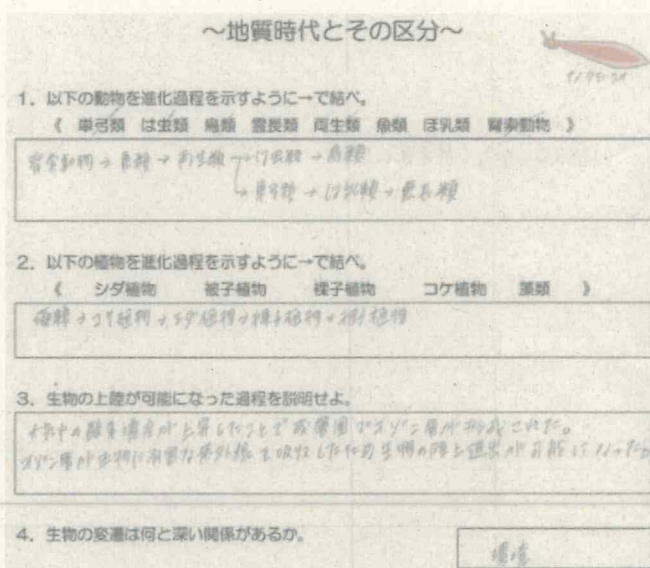 ~地質時代とその区分~
1. 以下の動物を進化過程を示すように→で結べ。
《 単弓類 は虫類 鳥類 霊長類 両生類 魚類 ほ乳類 脊索動物 》
脊索動物→魚類→両生類→は虫類→鳥類
→単弓類→ほ乳類→霊長類
2. 以下の植物を進化過程を示すように→で結べ。
《 シダ植物 被子植物 裸子植物 コケ植物 藻類 》
藻類→コケ植物→シダ植物→裸子植物→被子植物
3. 生物の上陸が可能になった過程を説明せよ。
大気中の酸素濃度が上昇したことで成層圏でオゾン層が形成された。
オゾン層が生物に有害な紫外線を吸収したため生物の陸上進出が可能になった
4. 生物の変遷は何と深い関係があるか。
環境